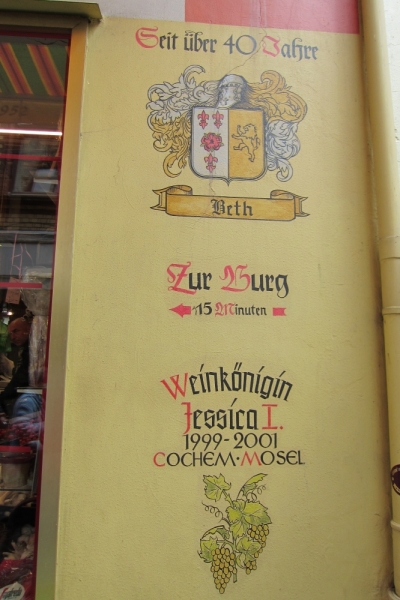 Seit über 40 Jahre
Beth
Zur Burg
15 Minuten
Weinkönigin
Jessica I.
1999-2001
COCHEM·MOSEL